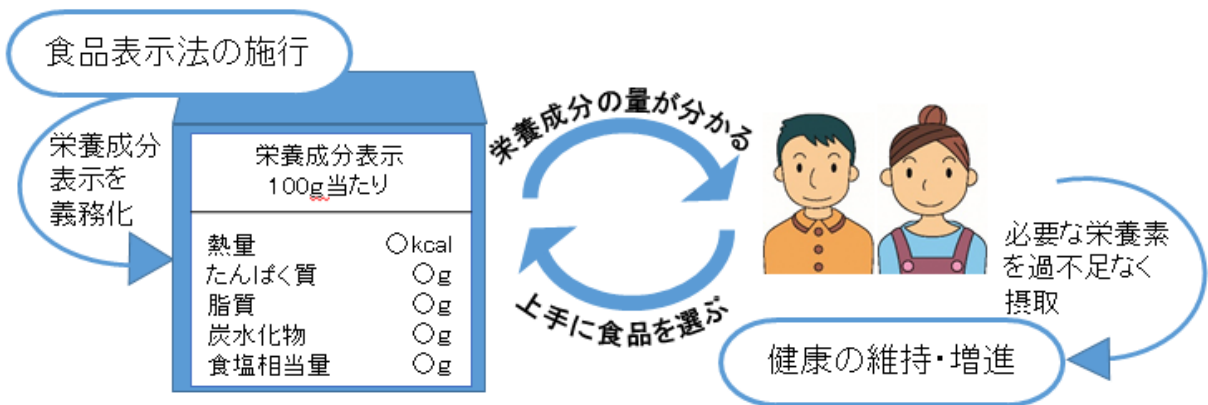 食品表示法の施行
栄養成分
表示を
義務化
栄養成分表示
100g当たり
熱量 ○kcal
たんぱく質 ○g
脂質 ○g
炭水化物 ○g
食塩相当量 ○g
栄養成分の量が分かる
上手に食品を選ぶ
必要な栄養素
を過不足なく
摂取
健康の維持・増進